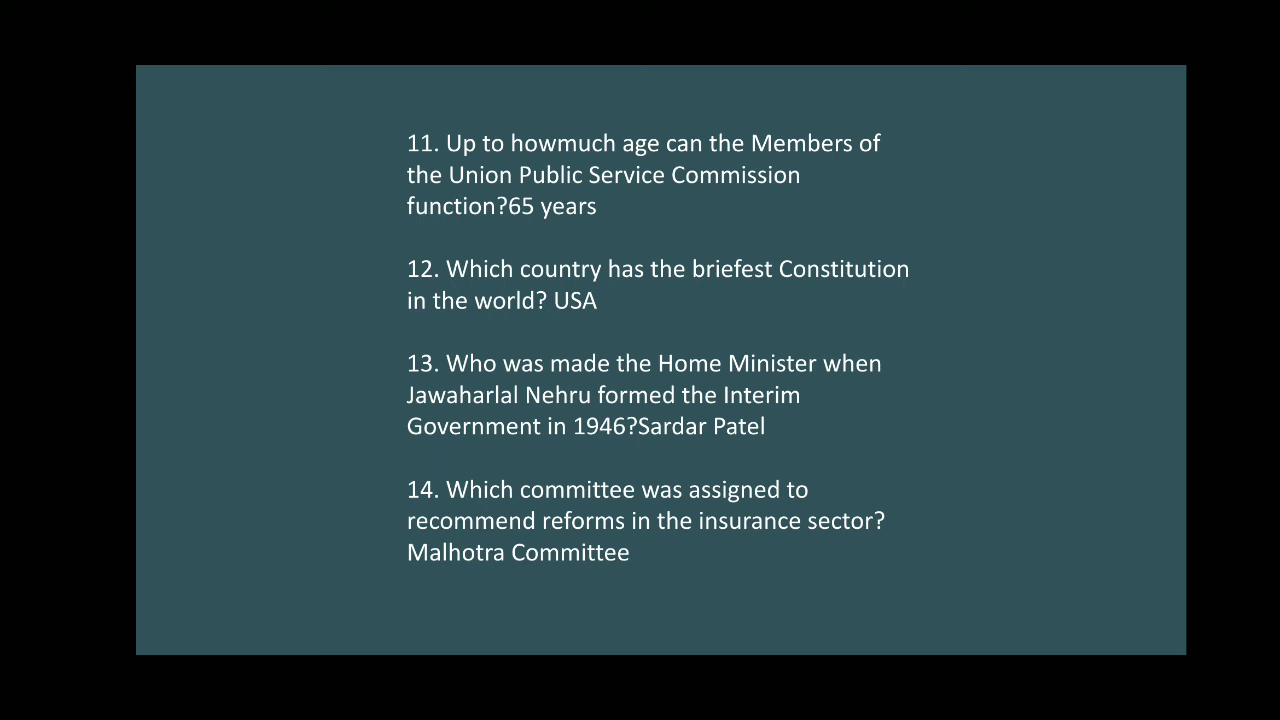 11. Up to howmuch age can the Members of
the Union Public Service Commission
function?65 years
12. Which country has the briefest Constitution
in the world? USA
13. Who was made the Home Minister when
Jawaharlal Nehru formed the Interim
Government in 1946?Sardar Patel
14. Which committee was assigned to
recommend reforms in the insurance sector?
Malhotra Committee